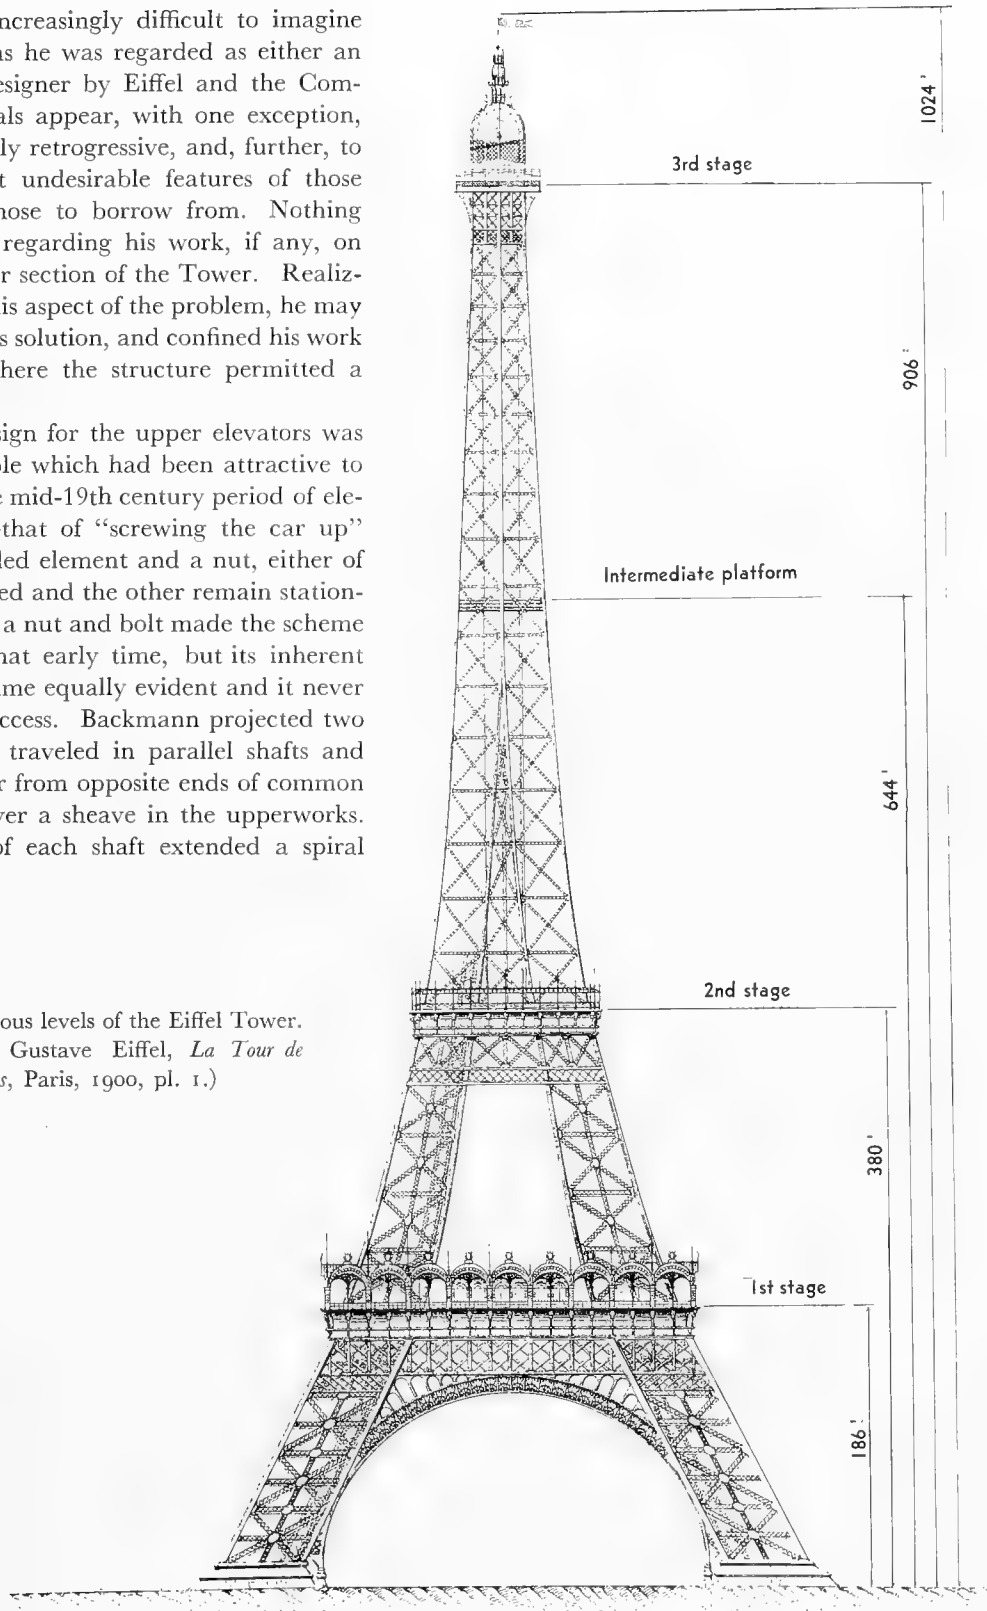 ncreasingly difficult to imagine
as he was regarded as either an
esigner by Eiffel and the Com-
als appear, with one exception,
ly retrogressive, and, further, to
t undesirable features of those
hose to borrow from. Nothing
regarding his work, if any, on
r section of the Tower. Realiz-
is aspect of the problem, he may
s solution, and confined his work
here the structure permitted a
sign for the upper elevators was
ple which had been attractive to
e mid-19th century period of ele-
-that of “screwing the car up”
led element and a nut, either of
ed and the other remain station-
a nut and bolt made the scheme
hat early time, but its inherent
ame equally evident and it never
uccess. Backmann projected two
traveled in parallel shafts and
r from opposite ends of common
ver a sheave in the upperworks.
of each shaft extended a spiral
ous levels of the Eiffel Tower.
Gustave Eiffel, La Tour de
s, Paris, 1900, pl. 1.)
1024'
3rd stage
906'
Intermediate platform
644'
2nd stage
380'
1st stage
186'